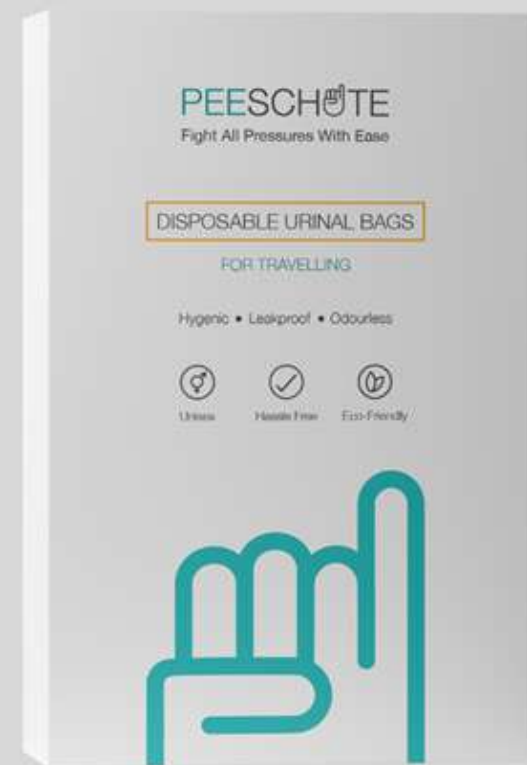 PEESCHUTE
Fight All Pressures With Ease
DISPOSABLE URINAL BAGS
FOR TRAVELLING
Hygenic • Leakproof • Odourless
Unisex Hassle Free Eco-Friendly